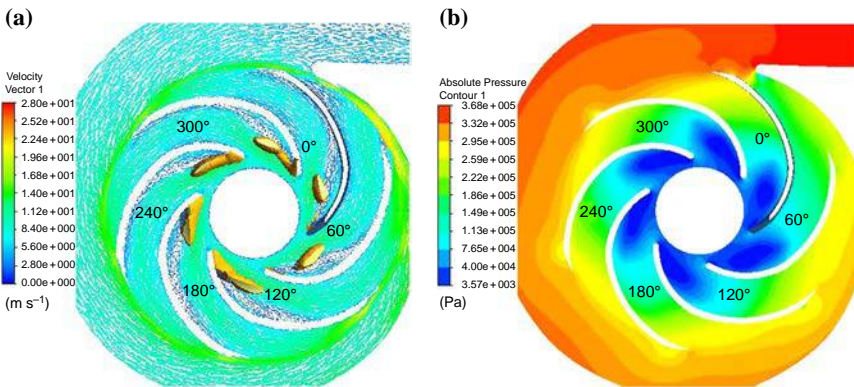 (a)
Velocity
Vector 1
2.80e+001
2.52e+001
2.24e+001
1.96e+001
1.68e+001
1.40e+001
1.12e+001
8.40e+000
5.60e+000
2.80e+000
0.00e+000
(m s⁻¹)
300°
0°
240°
60°
180°
120°
(b)
Absolute Pressure
Contour 1
3.68e+005
3.32e+005
2.95e+005
2.59e+005
2.22e+005
1.86e+005
1.49e+005
1.13e+005
7.65e+004
4.00e+004
3.57e+003
(Pa)
300°
0°
240°
60°
180°
120°